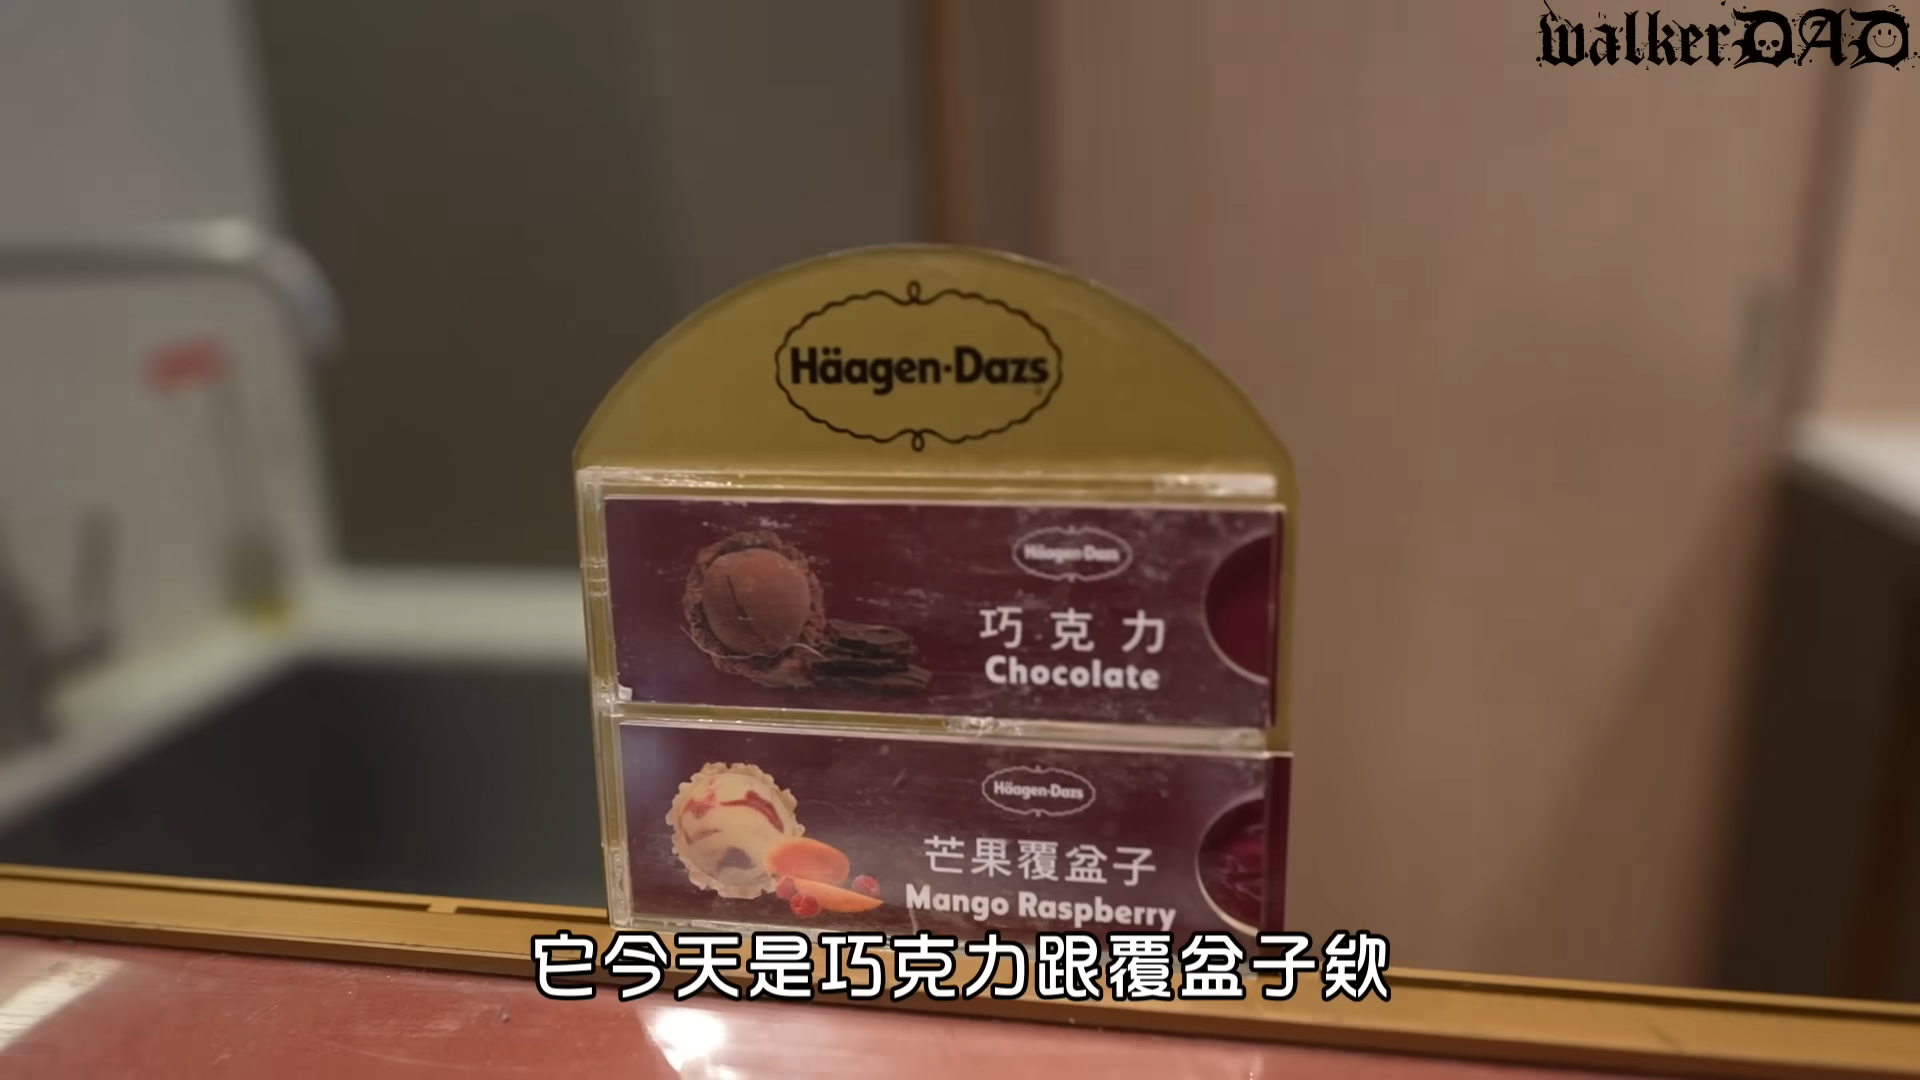 walkerDAD
Häagen-Dazs
Häagen-Dazs
巧克力
Chocolate
Häagen-Dazs
芒果覆盆子
Mango Raspberry
它今天是巧克力跟覆盆子欸